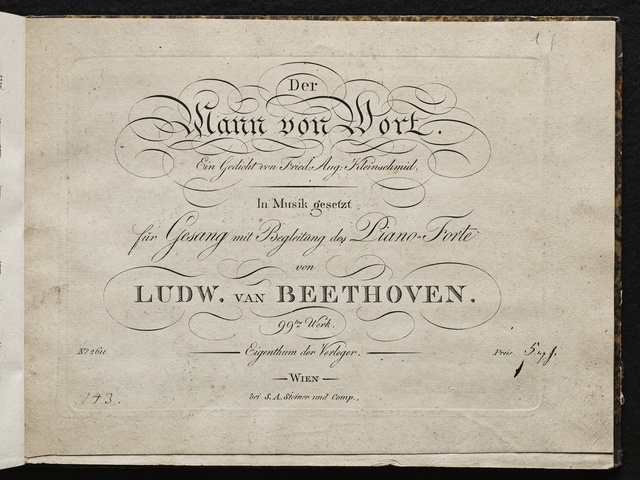 Der
Mann von Wort.
Ein Gedicht von Fried. Aug. Kleinschmid.
In Musik gesetzt
für Gesang mit Begleitung des Piano-Forte
von
LUDW. VAN BEETHOVEN.
99tes Werk.
No 2611. Eigenthum der Verleger. Preis.
WIEN
143. bei S. A. Steiner und Comp.